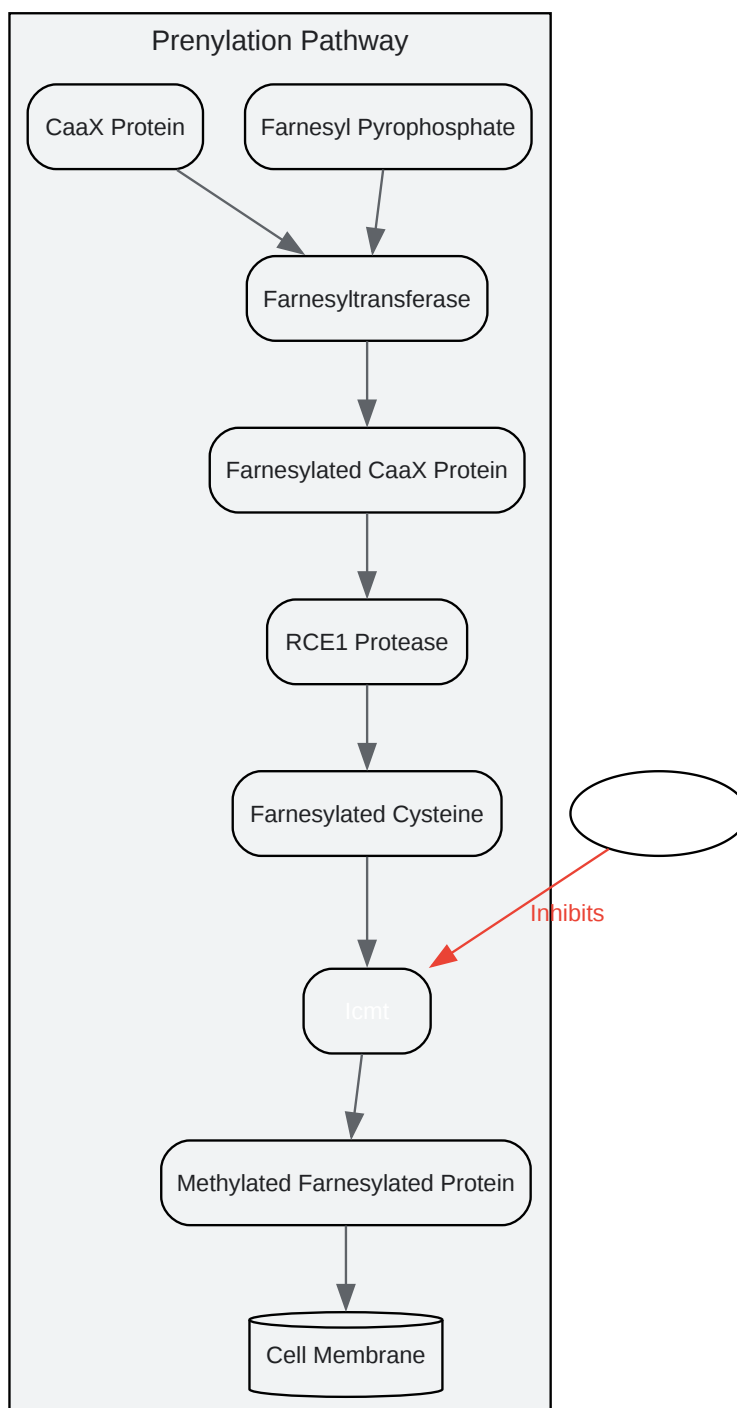 Prenylation Pathway
CaaX Protein
Farnesyl Pyrophosphate
Farnesyltransferase
Farnesylated CaaX Protein
RCE1 Protease
Farnesylated Cysteine
Inhibits
Icmt
Methylated Farnesylated Protein
Cell Membrane